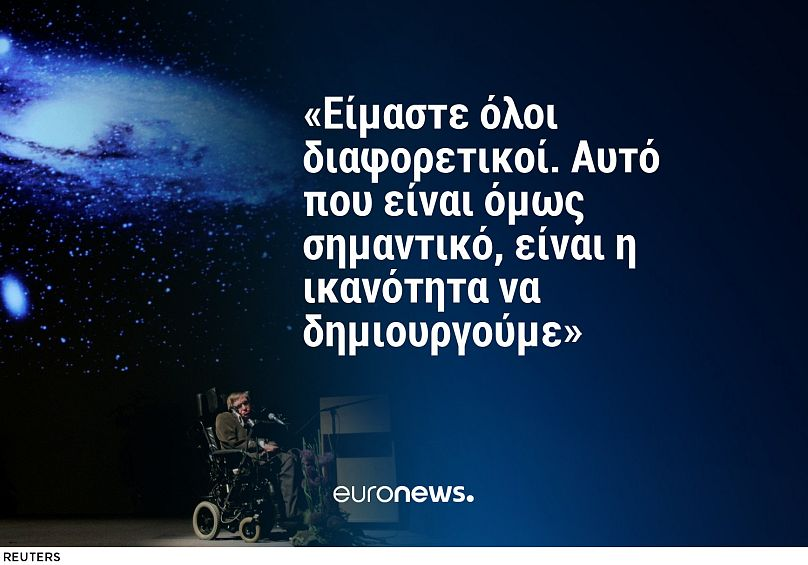 «Είμαστε όλοι
διαφορετικοί. Αυτό
που είναι όμως
σημαντικό, είναι η
ικανότητα να
δημιουργούμε»
euronews.
REUTERS